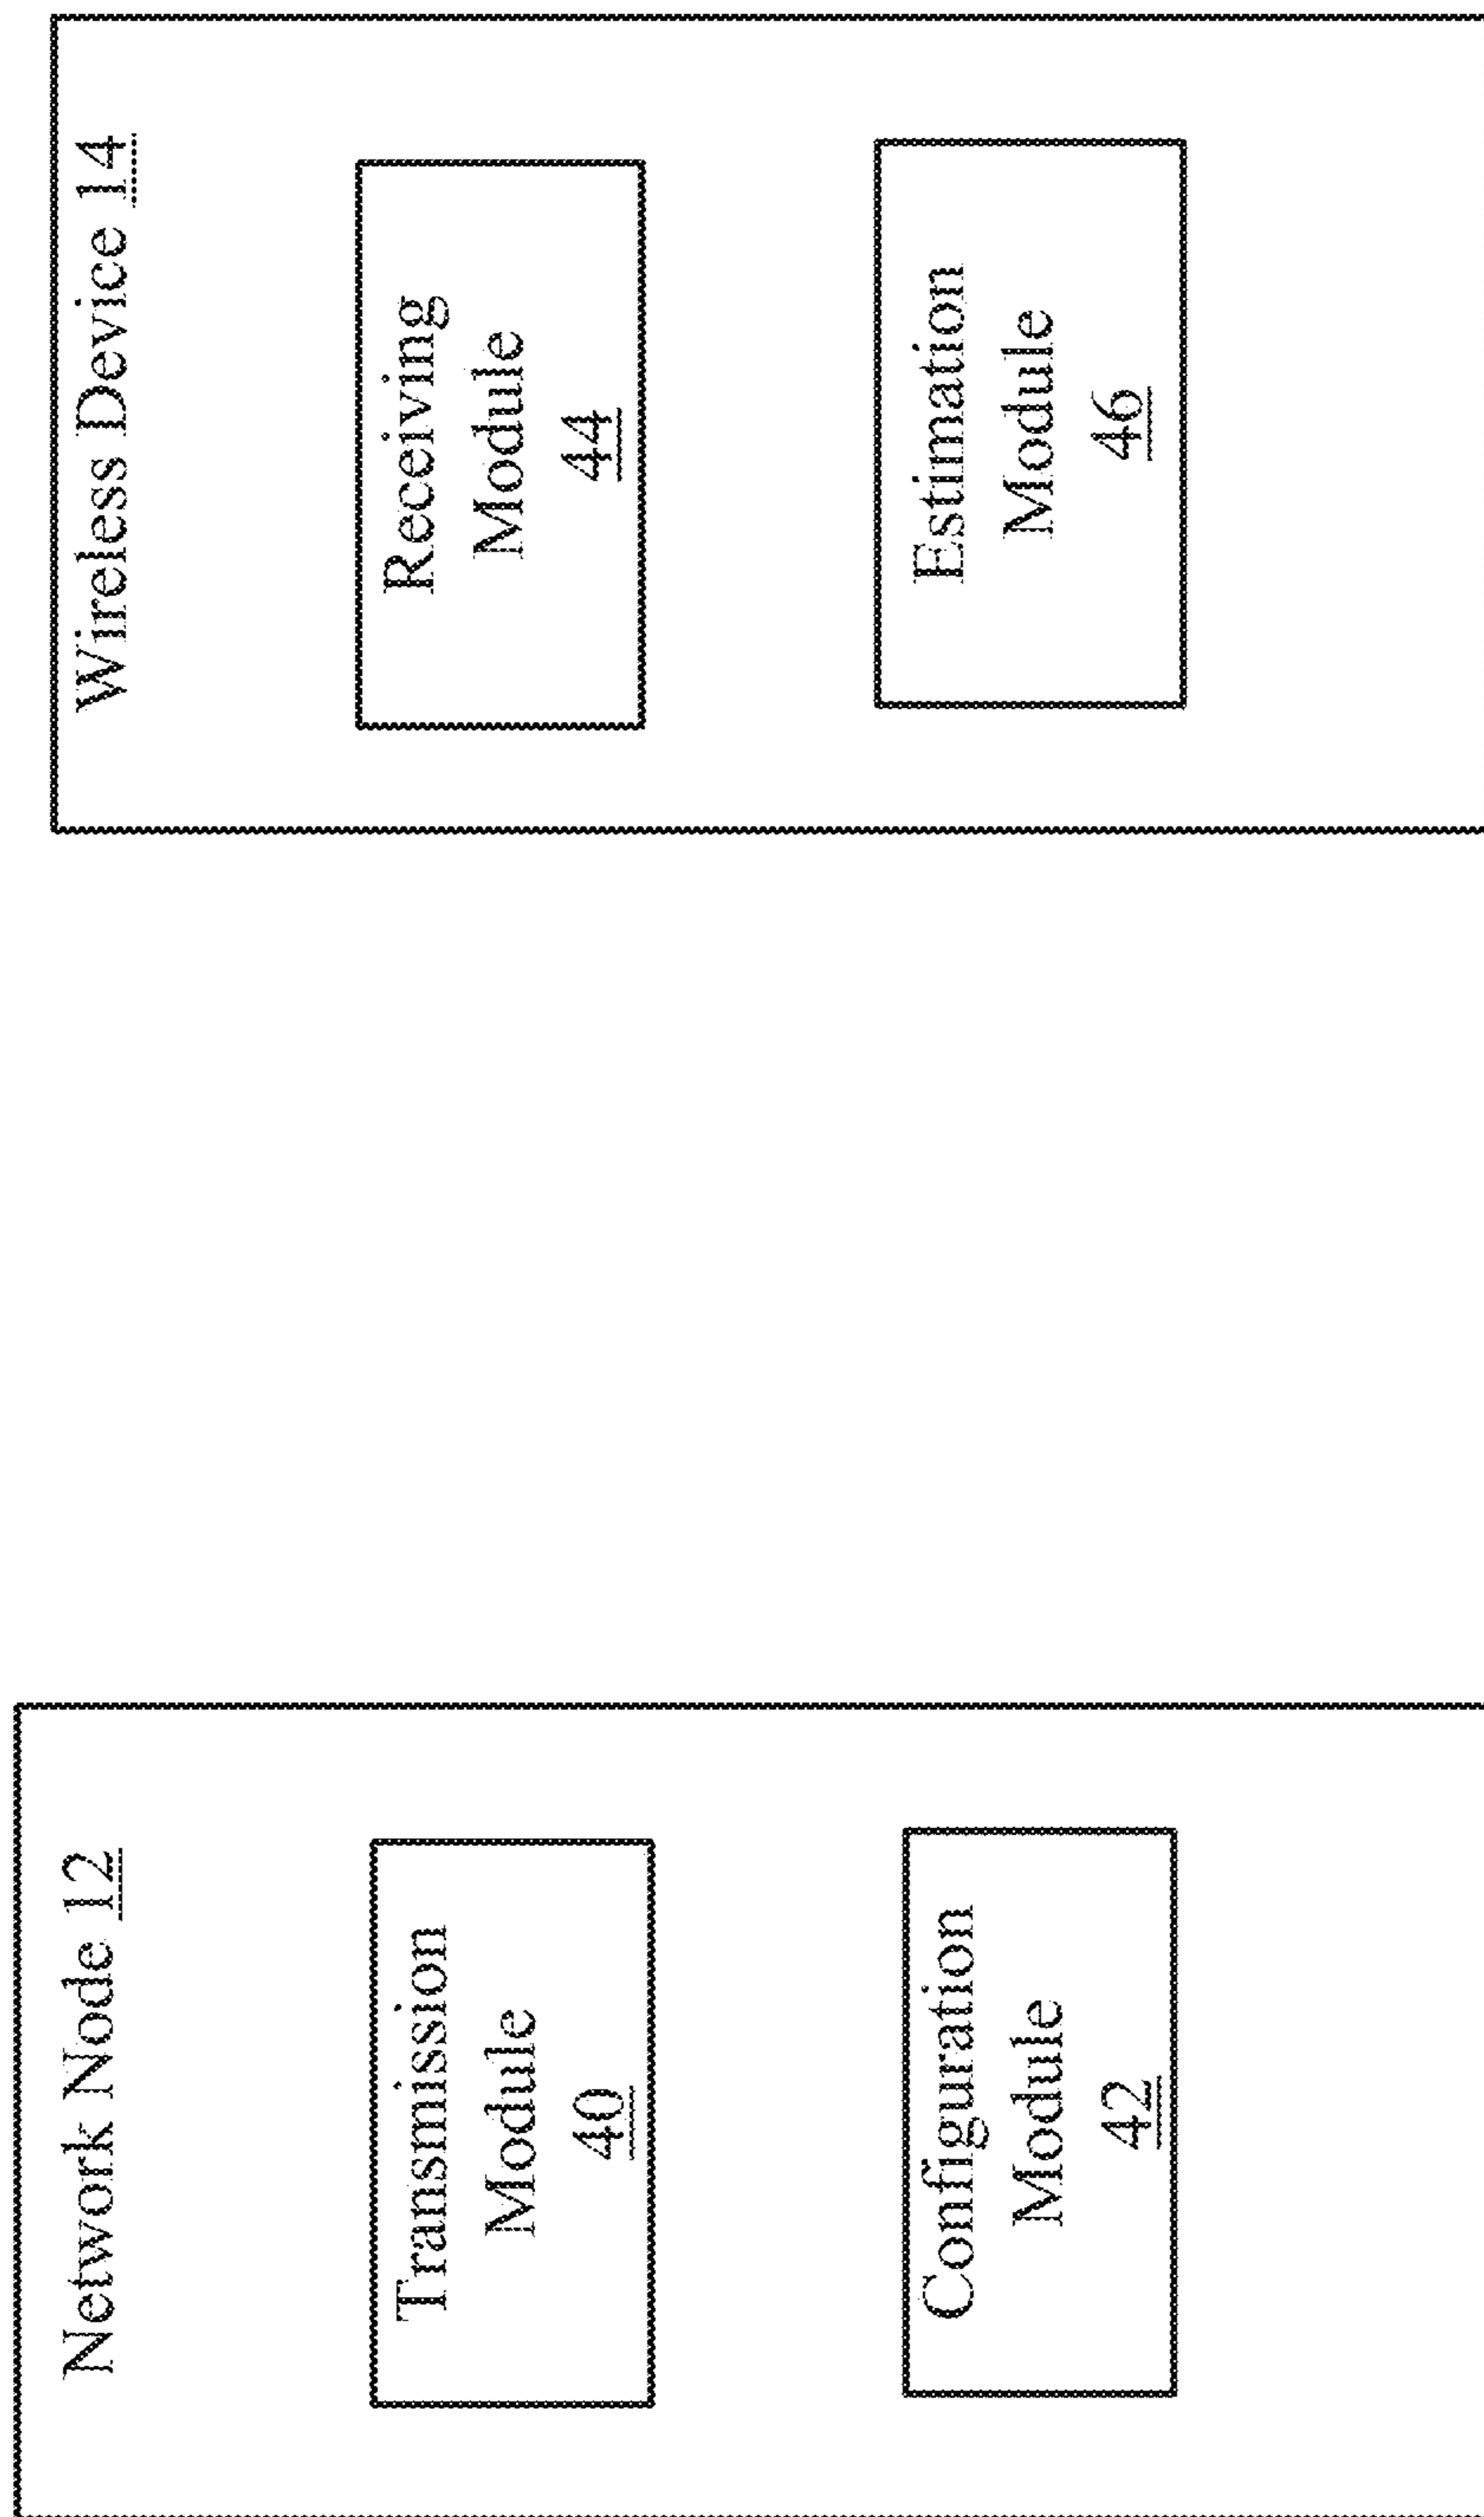 Network Node 12
Transmission
Module
40
Configuration
Module
42
Wireless Device 14
Receiving
Module
44
Estimation
Module
46